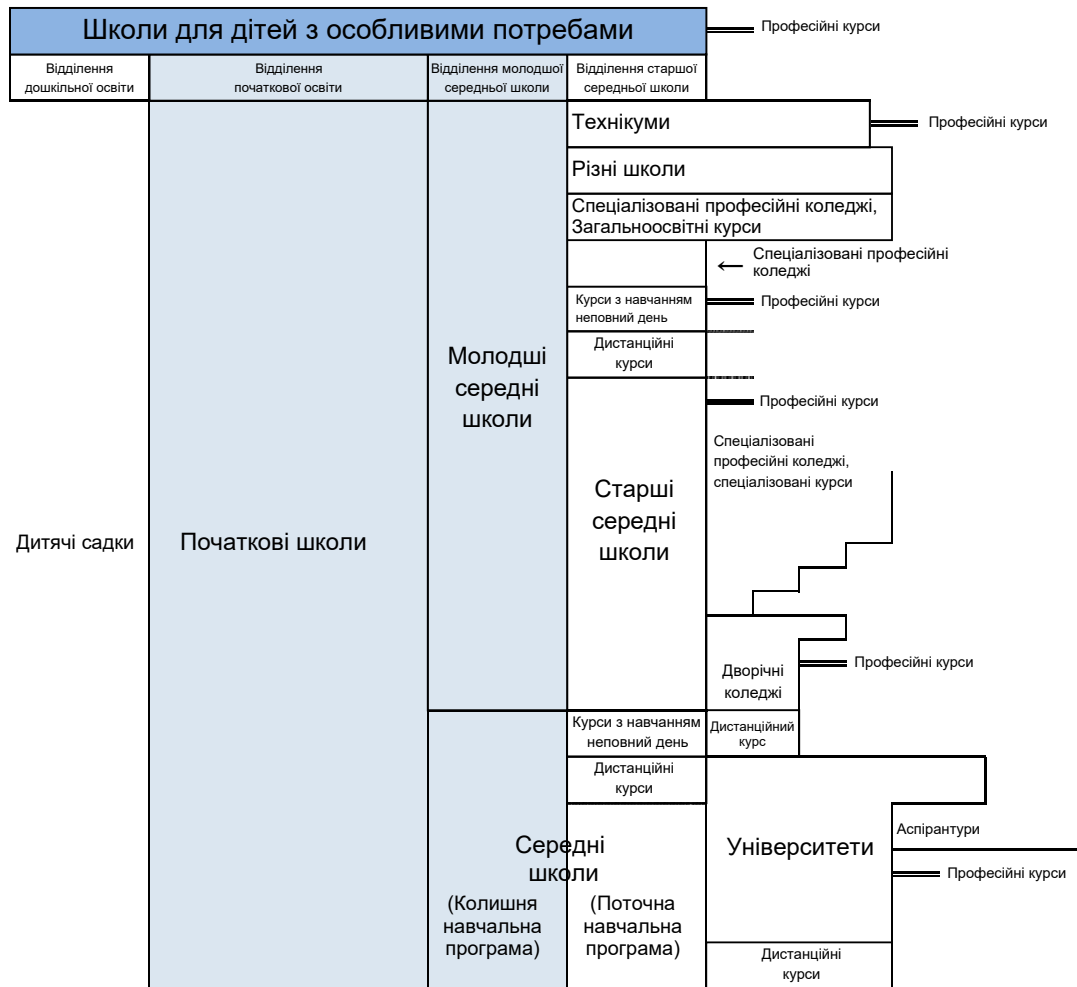 Школи для дітей з особливими потребами
Професійні курси
Відділення
дошкільної освіти
Відділення
початкової освіти
Відділення молодшої
середньої школи
Відділення старшої
середньої школи
Технікуми
Професійні курси
Різні школи
Спеціалізовані професійні коледжі,
Загальноосвітні курси
← Спеціалізовані професійні
коледжі
Курси з навчанням
неповний день
Професійні курси
Дистанційні
курси
Молодші
середні
школи
Професійні курси
Спеціалізовані
професійні коледжі,
спеціалізовані курси
Старші
середні
школи
Дитячі садки
Початкові школи
Дворічні
коледжі
Професійні курси
Курси з навчанням
неповний день
Дистанційний
курс
Дистанційні
курси
Середні
школи
(Колишня
навчальна
програма)
(Поточна
навчальна
програма)
Університети
Аспірантури
Професійні курси
Дистанційні
курси